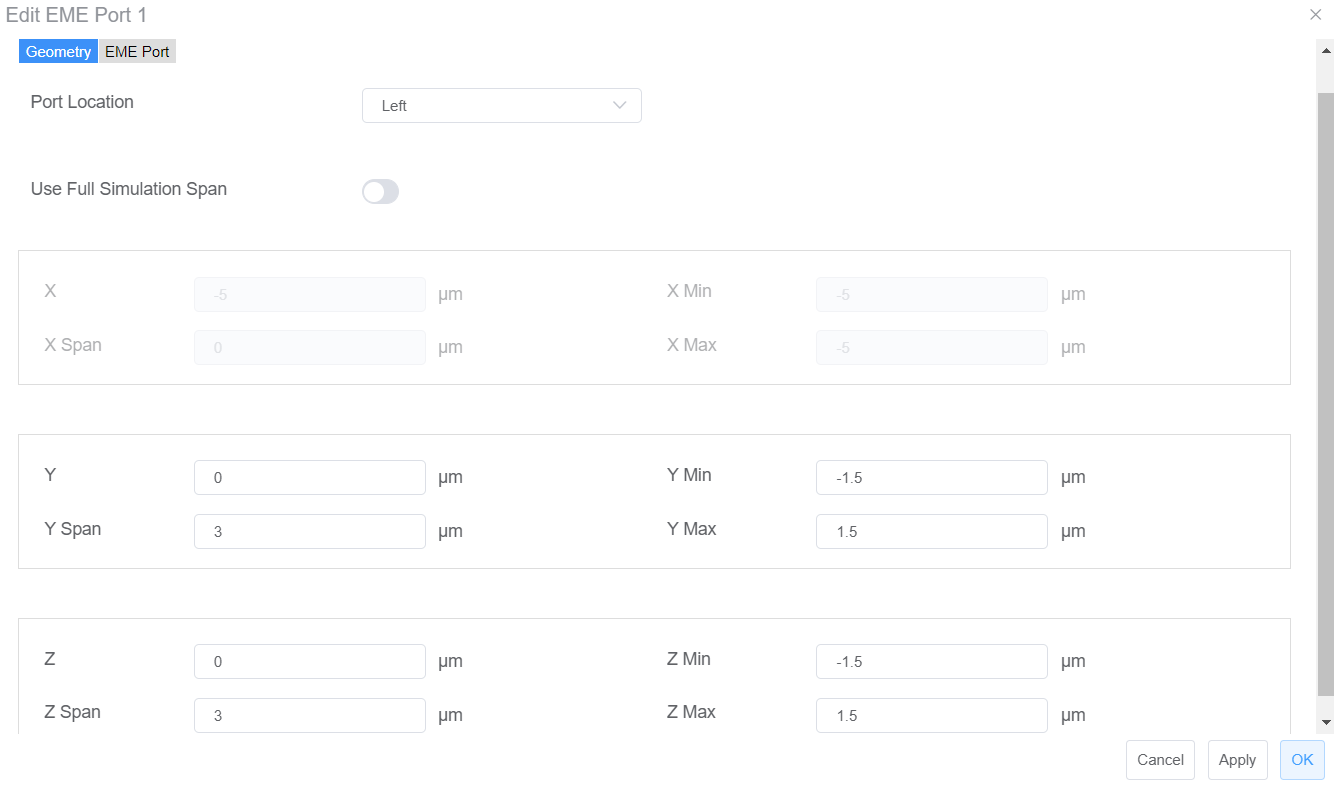 Edit EME Port 1
Geometry EME Port
Port Location Left
Use Full Simulation Span
X -5 µm X Min -5 µm
X Span 0 µm X Max -5 µm
Y 0 µm Y Min -1.5 µm
Y Span 3 µm Y Max 1.5 µm
Z 0 µm Z Min -1.5 µm
Z Span 3 µm Z Max 1.5 µm
Cancel Apply OK